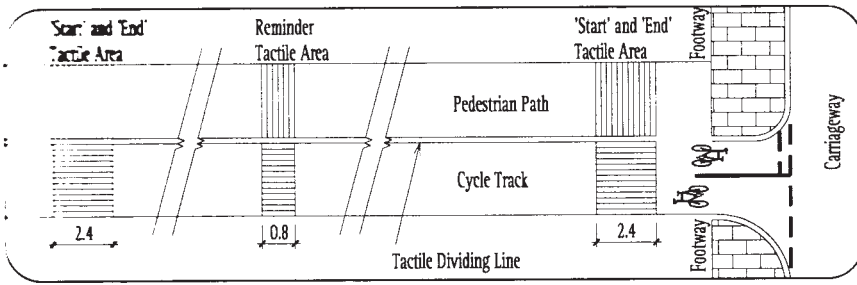 'Start' and 'End'
Tactile Area
Reminder
Tactile Area
'Start' and 'End'
Tactile Area
Footway
Pedestrian Path
Carriageway
Cycle Track
2.4
0.8
2.4
Tactile Dividing Line
Footway